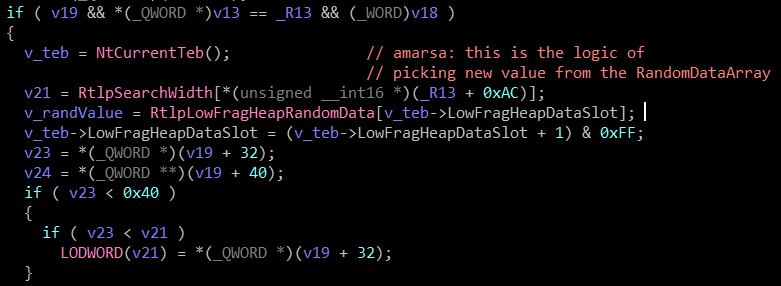 if ( v19 && *(_QWORD *)v13 == _R13 && (_WORD)v18 )
{
v_teb = NtCurrentTeb(); // amarsa: this is the logic of
// picking new value from the RandomDataArray
v21 = RtlpSearchWidth[*(unsigned __int16 *)(_R13 + 0xAC)];
v_randValue = RtlpLowFragHeapRandomData[v_teb->LowFragHeapDataSlot];
v_teb->LowFragHeapDataSlot = (v_teb->LowFragHeapDataSlot + 1) & 0xFF;
v23 = *(_QWORD *)(v19 + 32);
v24 = *(_QWORD **)(v19 + 40);
if ( v23 < 0x40 )
{
if ( v23 < v21 )
LODWORD(v21) = *(_QWORD *)(v19 + 32);
}